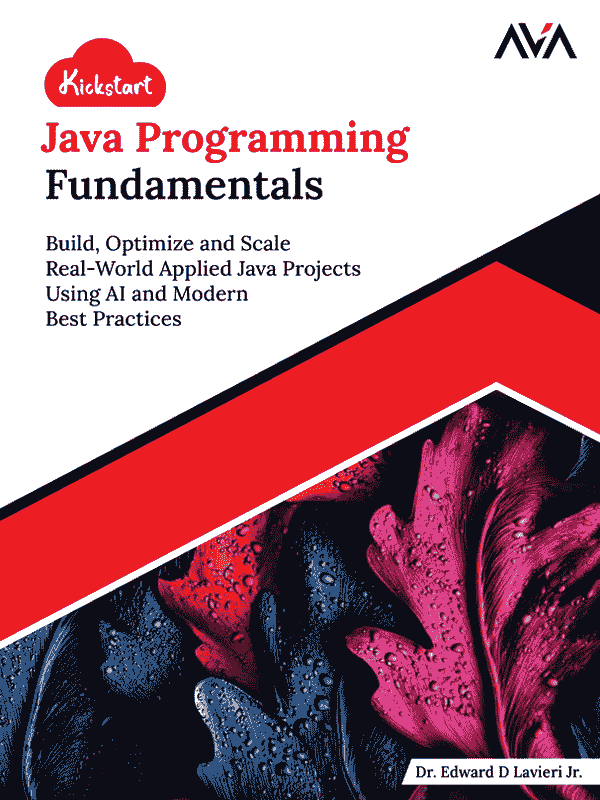 AVA
Kickstart
Java Programming
Fundamentals
Build, Optimize and Scale
Real-World Applied Java Projects
Using AI and Modern
Best Practices
Dr. Edward D Lavieri Jr.